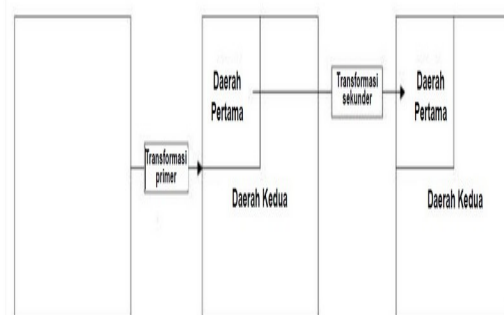 Daerah
Pertama
Transformasi
sekunder
Daerah
Pertama
Transformasi
primer
Daerah Kedua
Daerah Kedua